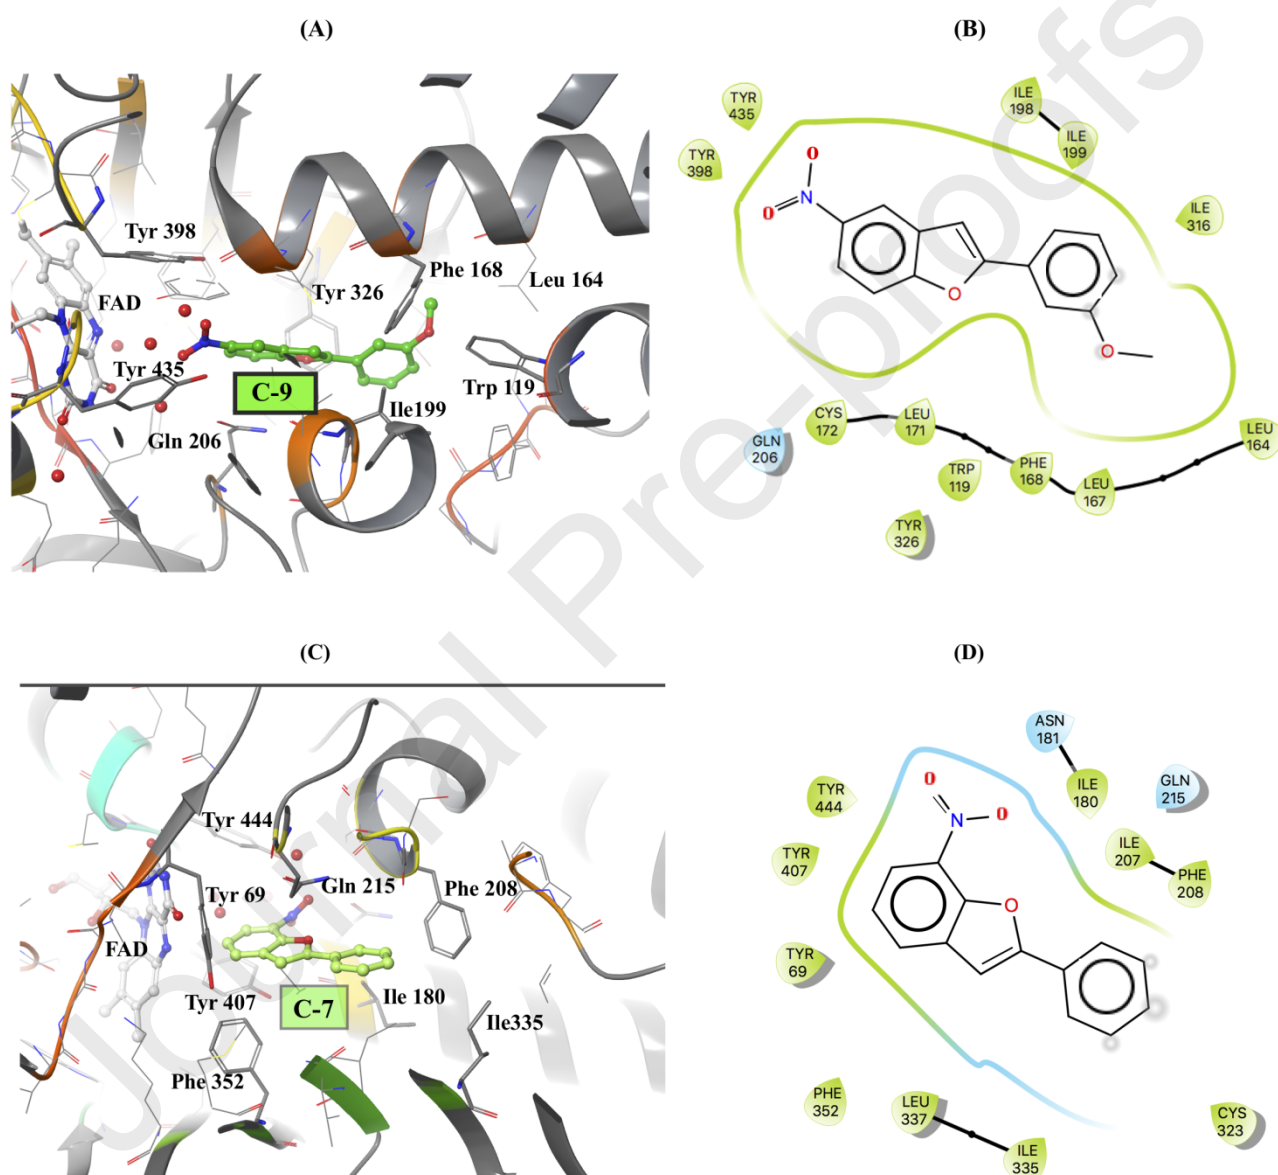 (A)
(B)
Tyr 398
Phe 168
FAD
Tyr 326
Leu 164
Tyr 435
C-9
Trp 119
Ile199
Gln 206
TYR
435
TYR
398
ILE
198
ILE
199
ILE
316
O
N
O
O
O
CYS
172
LEU
171
GLN
206
TRP
119
PHE
168
LEU
167
LEU
164
TYR
326
(C)
(D)
Tyr 444
Gln 215
Phe 208
Tyr 69
FAD
Tyr 407
C-7
Ile 180
Ile335
Phe 352
ASN
181
ILE
180
GLN
215
TYR
444
O
N
O
ILE
207
PHE
208
TYR
407
O
TYR
69
PHE
352
LEU
337
ILE
335
CYS
323
Journal Pre-proofs